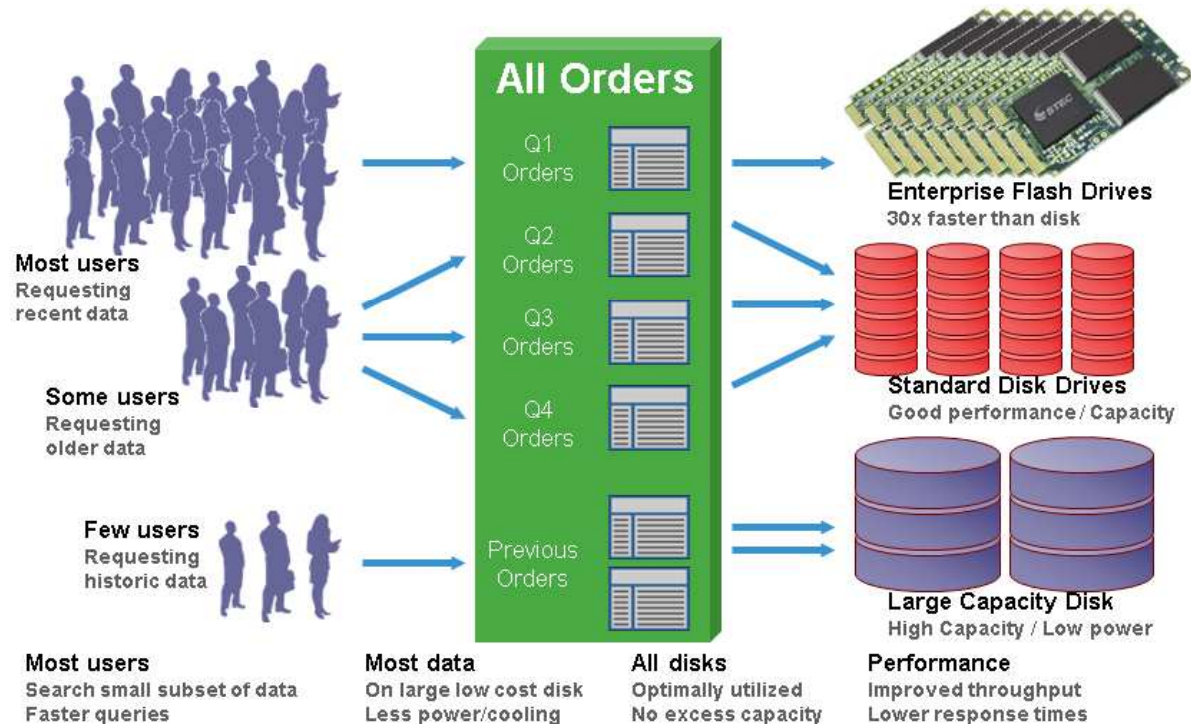 All Orders
Q1
Orders
Q2
Orders
Q3
Orders
Q4
Orders
Previous
Orders
Most users
Requesting
recent data
Some users
Requesting
older data
Few users
Requesting
historic data
STEC
Enterprise Flash Drives
30x faster than disk
Standard Disk Drives
Good performance / Capacity
Large Capacity Disk
High Capacity / Low power
Most users
Search small subset of data
Faster queries
Most data
On large low cost disk
Less power/cooling
All disks
Optimally utilized
No excess capacity
Performance
Improved throughput
Lower response times